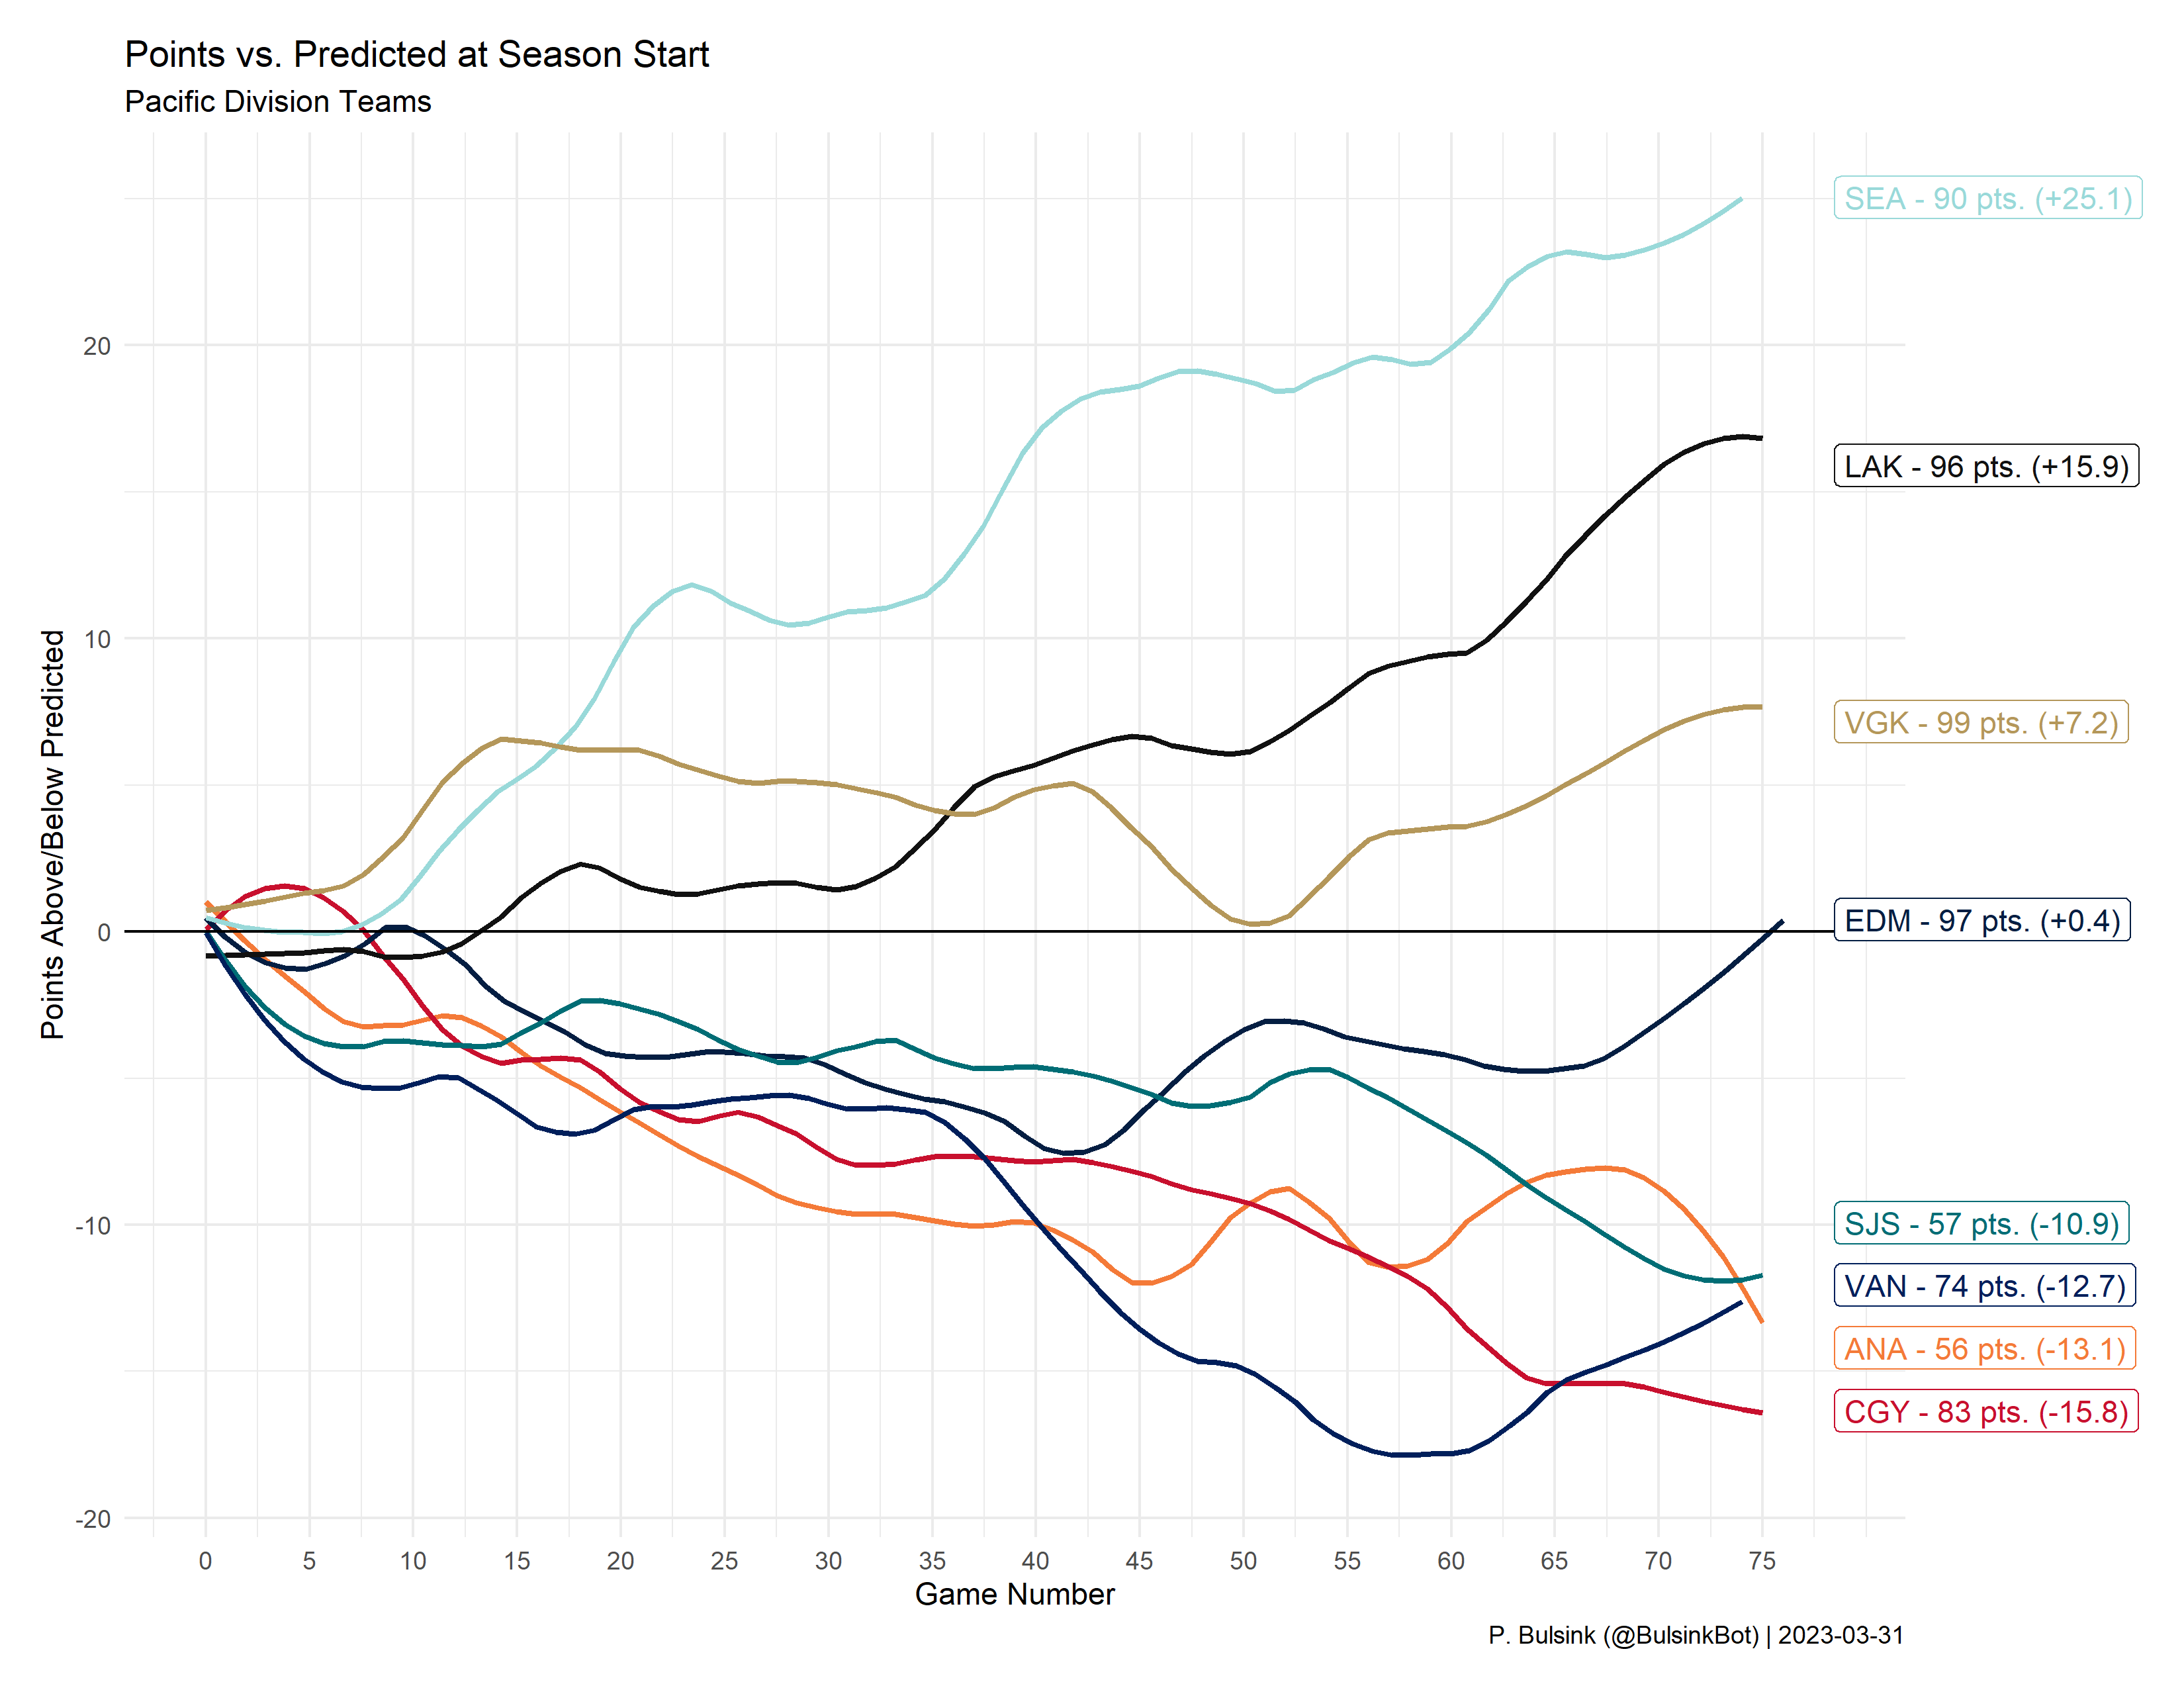 Points vs. Predicted at Season Start
Pacific Division Teams
Points Above/Below Predicted
20
10
0
-10
-20
SEA - 90 pts. (+25.1)
LAK - 96 pts. (+15.9)
VGK - 99 pts. (+7.2)
EDM - 97 pts. (+0.4)
SJS - 57 pts. (-10.9)
VAN - 74 pts. (-12.7)
ANA - 56 pts. (-13.1)
CGY - 83 pts. (-15.8)
0 5 10 15 20 25 30 35 40 45 50 55 60 65 70 75
Game Number
P. Bulsink (@BulsinkBot) | 2023-03-31